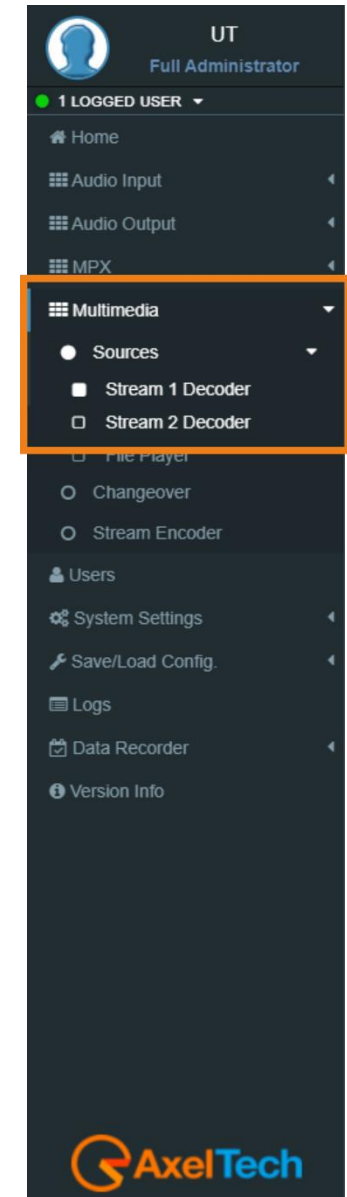 UT
Full Administrator
1 LOGGED USER
Home
Audio Input
Audio Output
MPX
Multimedia
Sources
Stream 1 Decoder
Stream 2 Decoder
File Player
Changeover
Stream Encoder
Users
System Settings
Save/Load Config.
Logs
Data Recorder
Version Info
AxelTech